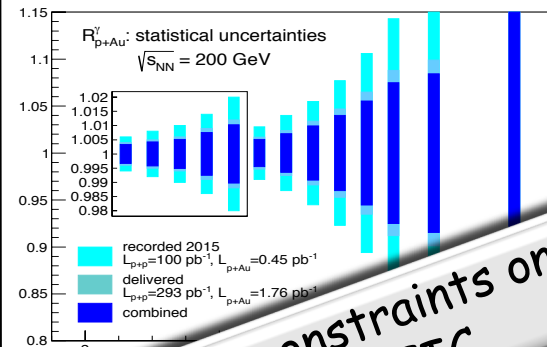 1.15
R^γ_p+Au: statistical uncertainties
√s_NN = 200 GeV
1.1
1.05
1
0.95
0.9
0.85
0.8
1.02
1.015
1.01
1.005
1
0.995
0.99
0.985
0.98
recorded 2015
L_p+p=100 pb⁻¹, L_p+Au=0.45 pb⁻¹
delivered
L_p+p=293 pb⁻¹, L_p+Au=1.76 pb⁻¹
combined
onstraints on